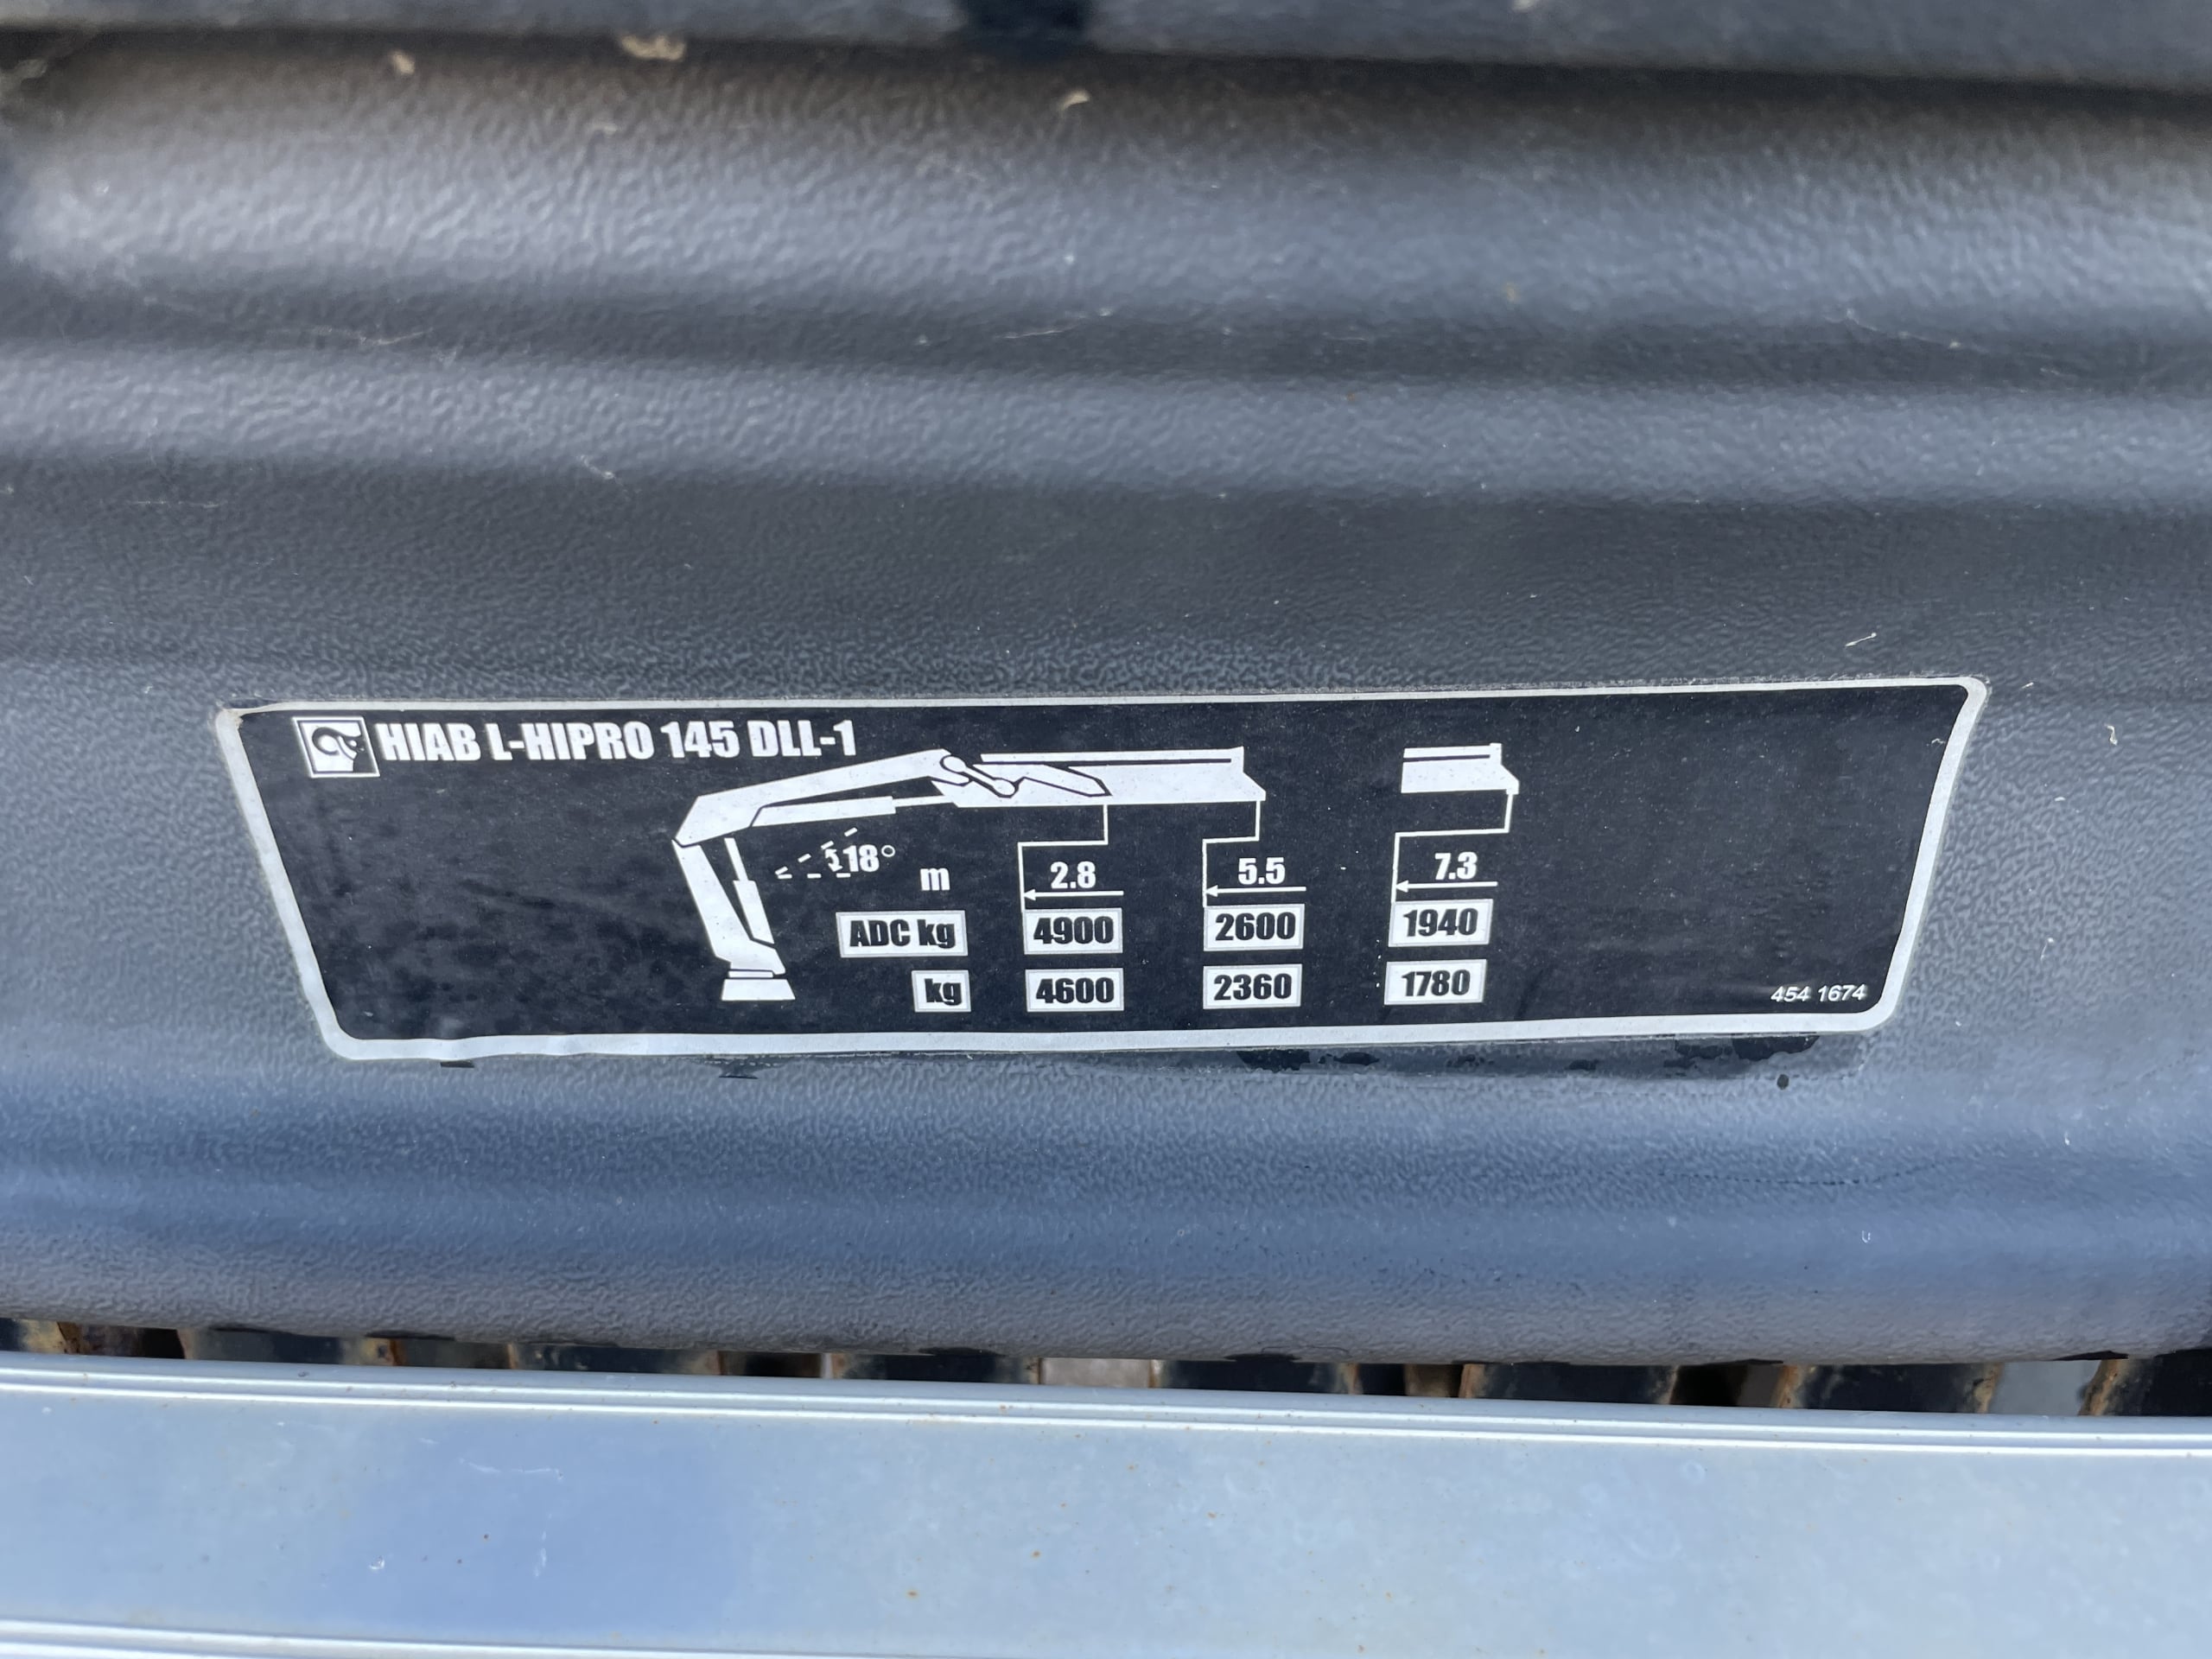 HIAB L-HIPRO 145 DLL-1
18°
m 2.8 5.5 7.3
ADC kg 4900 2600 1940
kg 4600 2360 1780
454 1674